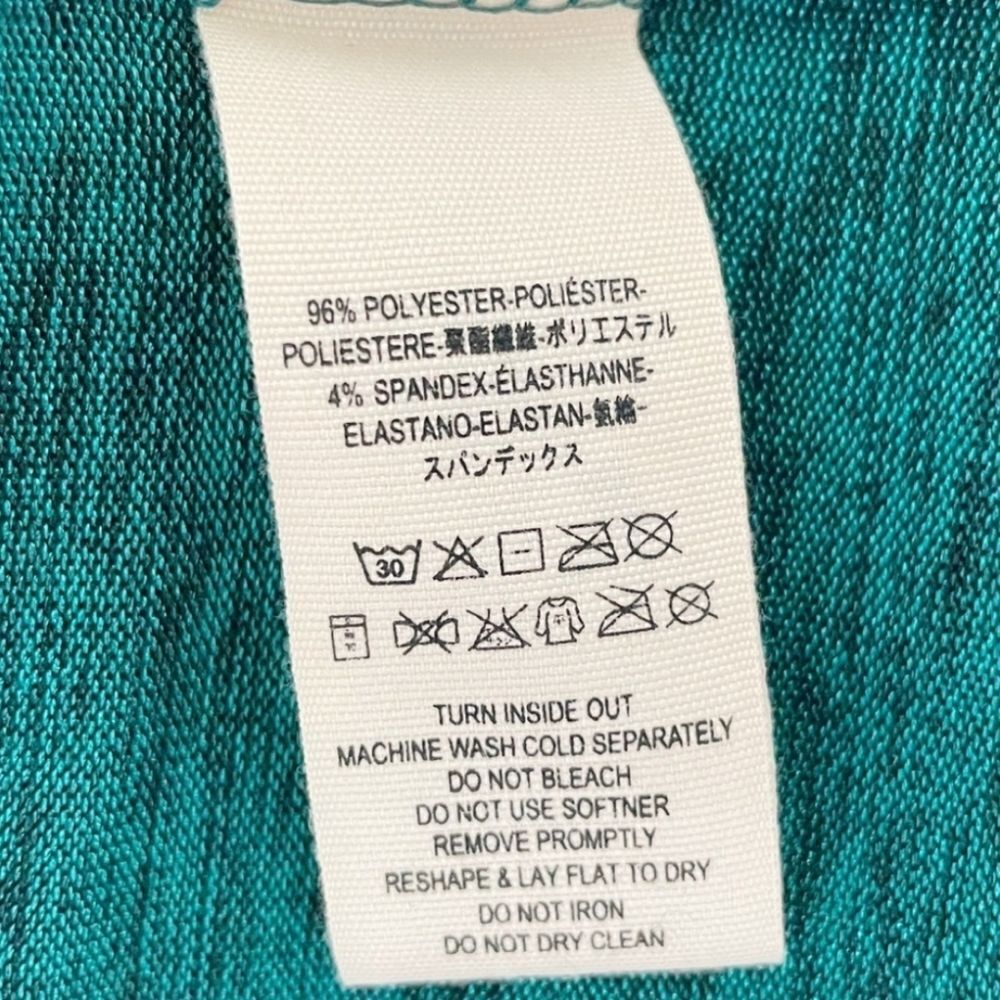 96% POLYESTER-POLIÉSTER-
POLIESTERE-聚酯纖維-ポリエステル
4% SPANDEX-ÉLASTHANNE-
ELASTANO-ELASTAN-氨綸-
スパンデックス
30
TURN INSIDE OUT
MACHINE WASH COLD SEPARATELY
DO NOT BLEACH
DO NOT USE SOFTNER
REMOVE PROMPTLY
RESHAPE & LAY FLAT TO DRY
DO NOT IRON
DO NOT DRY CLEAN